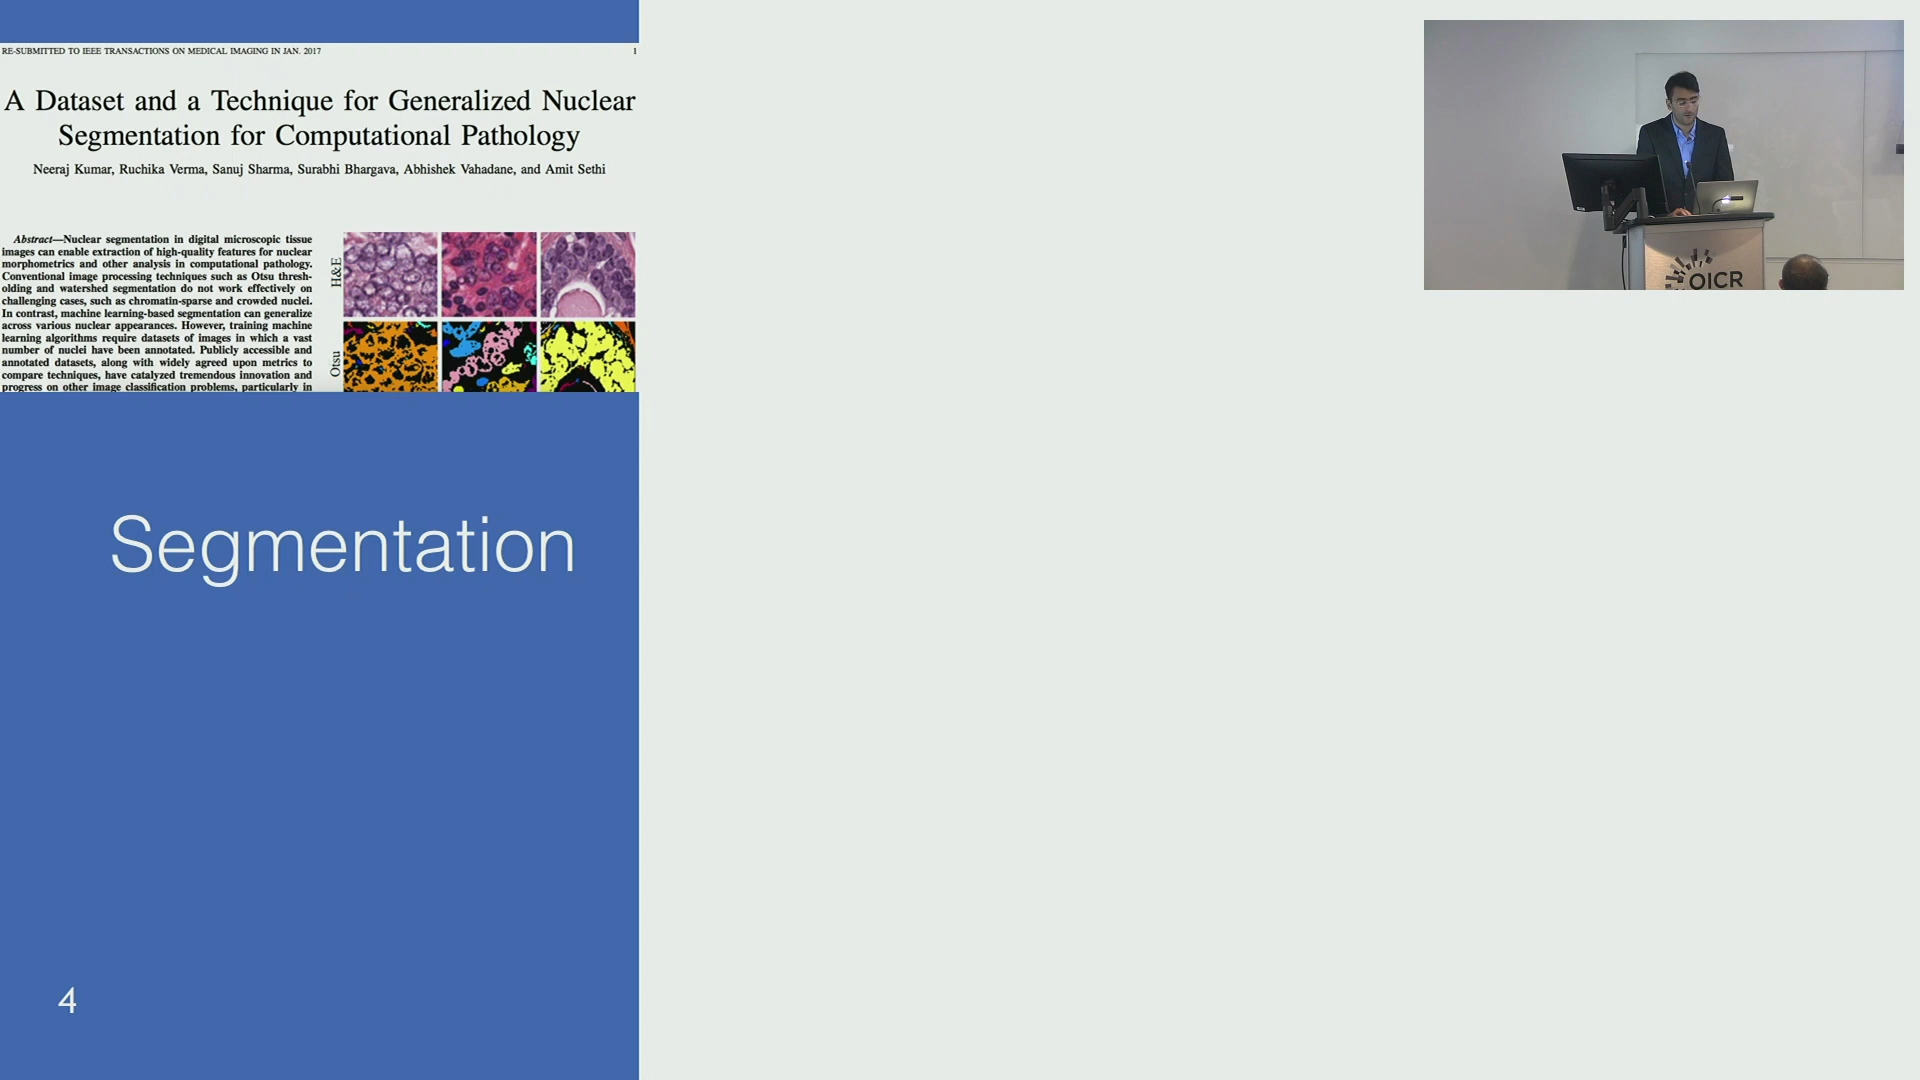 RE-SUBMITTED TO IEEE TRANSACTIONS ON MEDICAL IMAGING IN JAN. 2017 1
A Dataset and a Technique for Generalized Nuclear
Segmentation for Computational Pathology
Neeraj Kumar, Ruchika Verma, Sanuj Sharma, Surabhi Bhargava, Abhishek Vahadane, and Amit Sethi
Abstract—Nuclear segmentation in digital microscopic tissue
images can enable extraction of high-quality features for nuclear
morphometrics and other analysis in computational pathology.
Conventional image processing techniques such as Otsu thresh-
olding and watershed segmentation do not work effectively on
challenging cases, such as chromatin-sparse and crowded nuclei.
In contrast, machine learning-based segmentation can generalize
across various nuclear appearances. However, training machine
learning algorithms require datasets of images in which a vast
number of nuclei have been annotated. Publicly accessible and
annotated datasets, along with widely agreed upon metrics to
compare techniques, have catalyzed tremendous innovation and
progress on other image classification problems, particularly in
H&E
Otsu
Segmentation
4
OICR